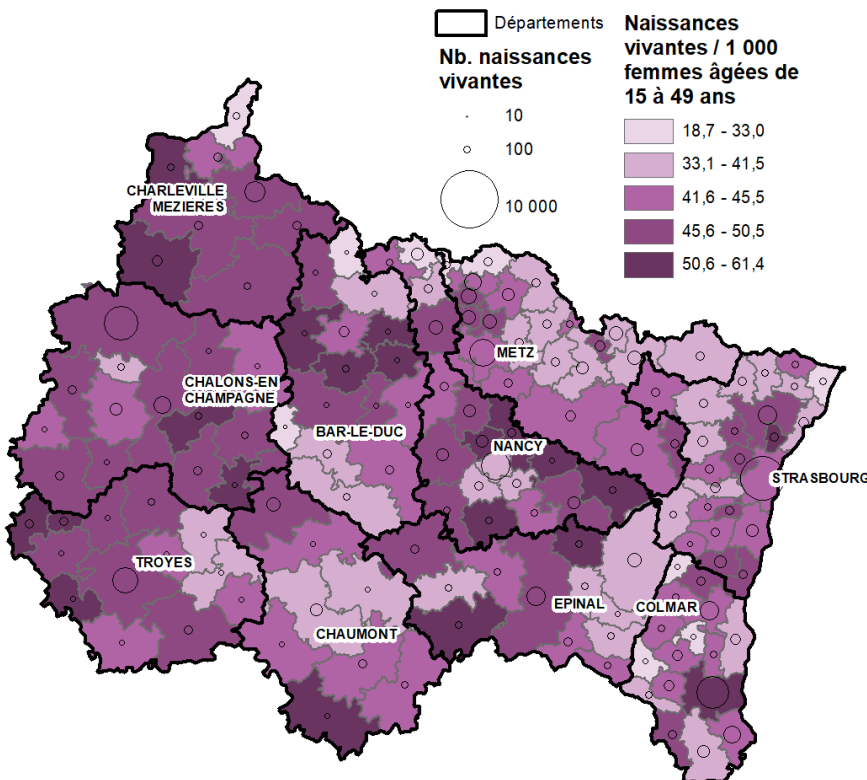 Départements
Nb. naissances
vivantes
10
100
10 000
Naissances
vivantes / 1 000
femmes âgées de
15 à 49 ans
18,7 - 33,0
33,1 - 41,5
41,6 - 45,5
45,6 - 50,5
50,6 - 61,4
CHARLEVILLE
MEZIERES
METZ
CHALONS-EN
CHAMPAGNE
BAR-LE-DUC
NANCY
STRASBOURG
TROYES
EPINAL
COLMAR
CHAUMONT